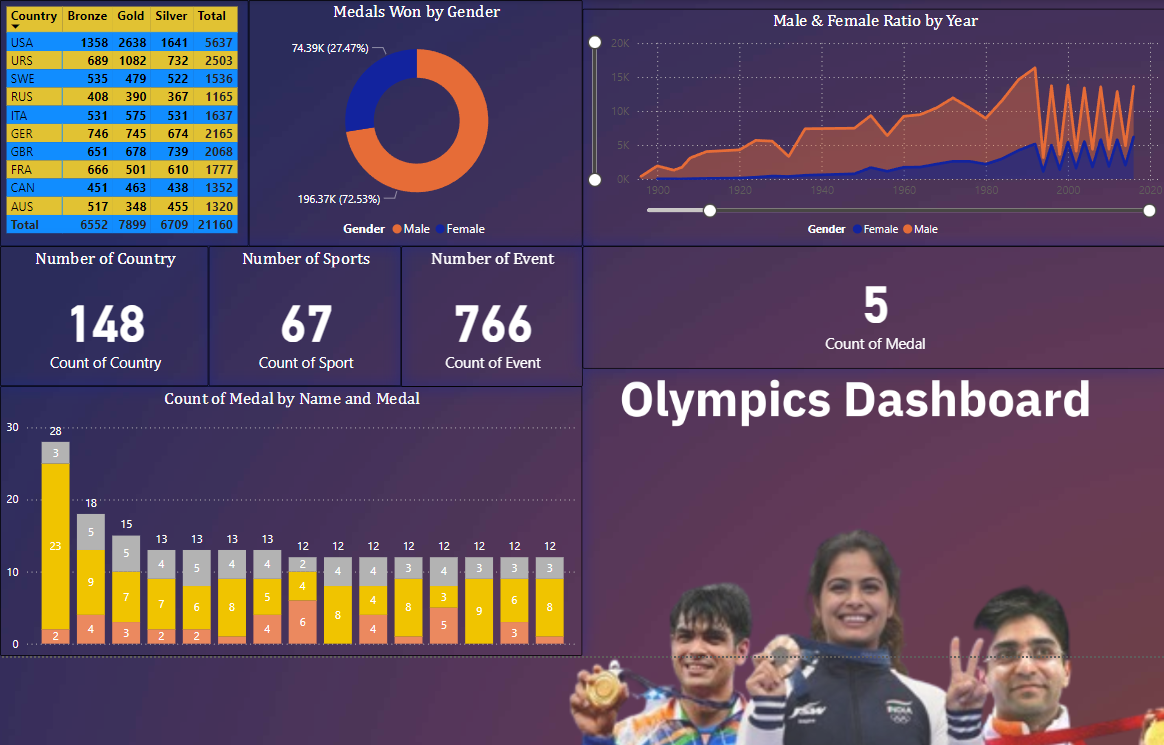 Country Bronze Gold Silver Total
USA 1358 2638 1641 5637
URS 689 1082 732 2503
SWE 535 479 522 1536
RUS 408 390 367 1165
ITA 531 575 531 1637
GER 746 745 674 2165
GBR 651 678 739 2068
FRA 666 501 610 1777
CAN 451 463 438 1352
AUS 517 348 455 1320
Total 6552 7899 6709 21160
Medals Won by Gender
74.39K (27.47%)
196.37K (72.53%)
Gender Male Female
Male & Female Ratio by Year
20K
15K
10K
5K
0K
1900 1920 1940 1960 1980 2000 2020
Gender Female Male
Number of Country
148
Count of Country
Number of Sports
67
Count of Sport
Number of Event
766
Count of Event
5
Count of Medal
Count of Medal by Name and Medal
30
20
10
0
28 18 15 13 13 13 13 12 12 12 12 12 12 12 12
3 5 5 4 5 4 4 2 4 4 3 4 3 3 3
23 9 7 7 6 8 5 4 8 4 8 3 9 6 8
2 4 3 2 2 4 6 4 5 3
Olympics Dashboard
JSW
INDIA